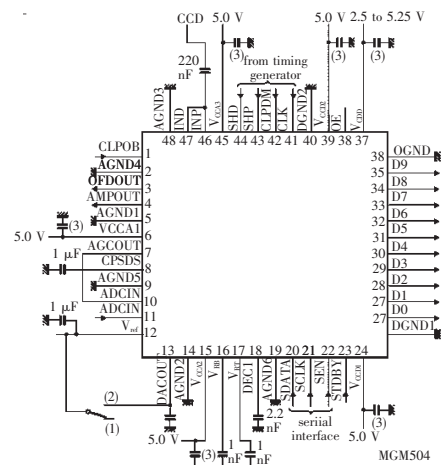 CCD
5.0 V
5.0 V
2.5 to 5.25 V
(3)
(3)
(3)
220
nF
from timing
generator
AGND3
IND
INP
VCCA3
SHD
SHP
CLPDM
CLK
DGND2
VCCD2
OE
VCDD
48
47
46
45
44
43
42
41
40
39
38
37
CLPOB
1
AGND4
2
OFDOUT
3
AMPOUT
4
AGND1
5
(3)
5.0 V
VCCA1
6
AGCOUT
7
1 μF
CPSDS
8
AGND5
9
ADCIN
10
1 μF
ADCIN
11
Vref
12
OGND
38
D9
35
D8
34
D7
33
D6
32
D5
31
D4
30
D3
29
D2
28
D1
27
D0
27
DGND1
13
14
15
16
17
18
19
20
21
22
23
24
DACOUT
AGND2
VCCA2
VRB
VRT
DEC1
AGND6
SDATA
SCLK
SEN
STDBY
VCCD1
(2)
(1)
2.2
nF
seriial
interface
(3)
5.0 V
5.0 V
(3)
1
nF
1
nF
MGM504